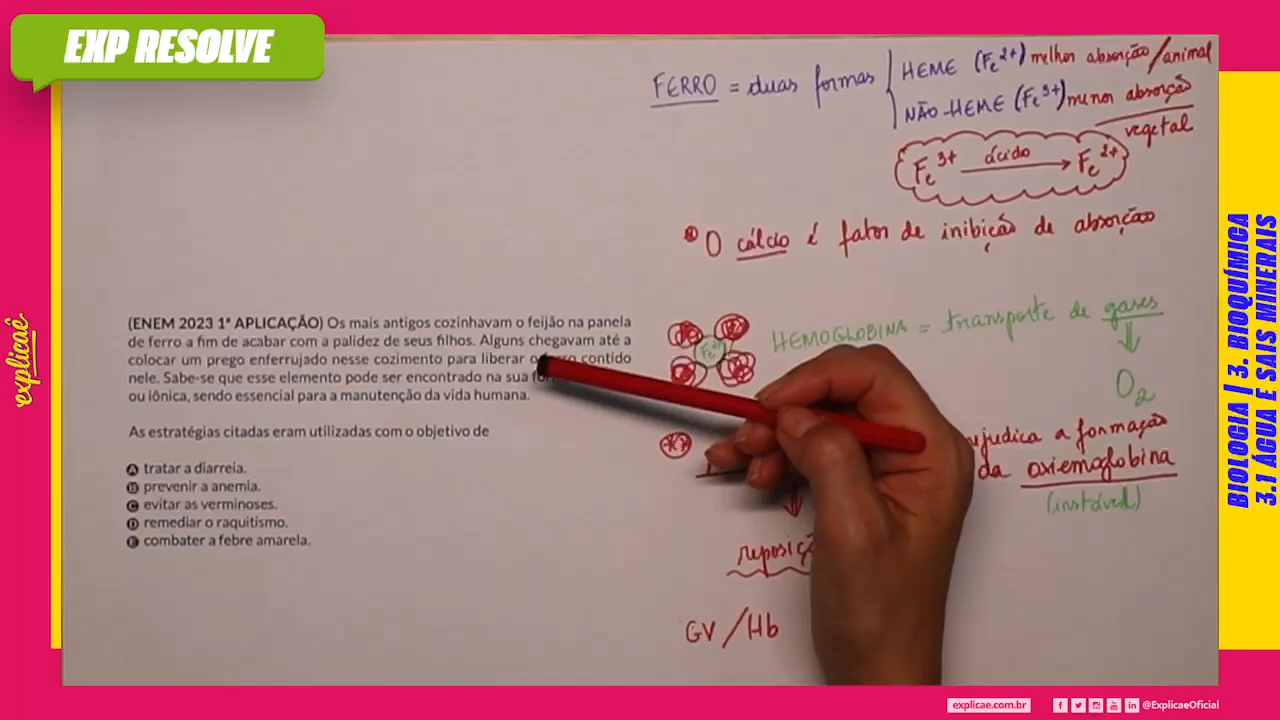 EXP RESOLVE
FERRO = duas formas
HEME (Fe2+) melhor absorção/animal
NÃO-HEME (Fe3+) menor absorção
vegetal
Fe3+ ácido Fe2+
O cálcio é fator de inibição de absorção
HEMOGLOBINA = transporte de gases
Fe2+
O2
(ENEM 2023 1ª APLICAÇÃO) Os mais antigos cozinhavam o feijão na panela
de ferro a fim de acabar com a palidez de seus filhos. Alguns chegavam até a
colocar um prego enferrujado nesse cozimento para liberar o contido
nele. Sabe-se que esse elemento pode ser encontrado na sua
ou iônica, sendo essencial para a manutenção da vida humana.
As estratégias citadas eram utilizadas com o objetivo de
A tratar a diarreia.
B prevenir a anemia.
C evitar as verminoses.
D remediar o raquitismo.
E combater a febre amarela.
a formação
da oxiemoglobina
(instável)
GV/Hb
explicaê
BIOLOGIA | 3. BIOQUÍMICA
3.1 ÁGUA E SAIS MINERAIS
explicae.com.br
@ExplicaeOficial